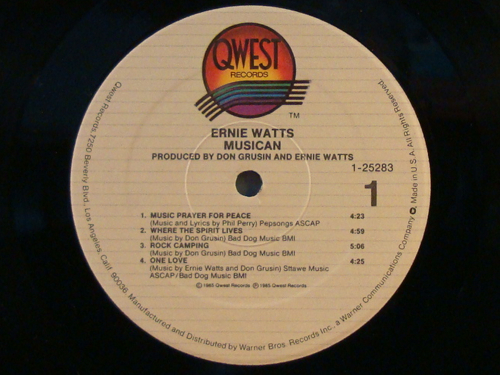 QWEST
RECORDS
TM
ERNIE WATTS
MUSICAN
PRODUCED BY DON GRUSIN AND ERNIE WATTS
1-25283
1
1. MUSIC PRAYER FOR PEACE 4:23
(Music and Lyrics by Phil Perry) Pepsongs ASCAP
2. WHERE THE SPIRIT LIVES 4:59
(Music by Don Grusin) Bad Dog Music BMI
3. ROCK CAMPING 5:06
(Music by Don Grusin) Bad Dog Music BMI
4. ONE LOVE 4:25
(Music by Ernie Watts and Don Grusin) Sttawe Music
ASCAP/Bad Dog Music BMI
© 1985 Qwest Records ℗ 1985 Qwest Records
Qwest Records, 7250 Beverly Blvd., Los Angeles, Calif. 90036, Manufactured and Distributed by Warner Bros. Records Inc., a Warner Communications Company Made in U.S.A. All Rights Reserved.